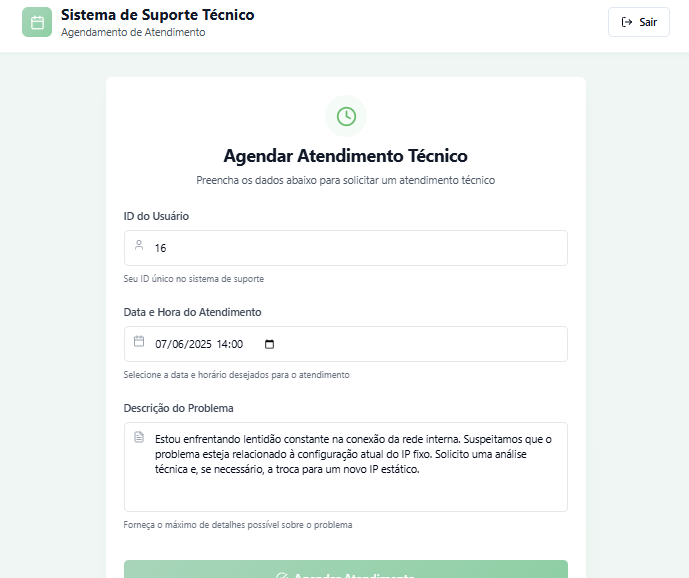 Sistema de Suporte Técnico
Agendamento de Atendimento
Sair
Agendar Atendimento Técnico
Preencha os dados abaixo para solicitar um atendimento técnico
ID do Usuário
16
Seu ID único no sistema de suporte
Data e Hora do Atendimento
07/06/2025 14:00
Selecione a data e horário desejados para o atendimento
Descrição do Problema
Estou enfrentando lentidão constante na conexão da rede interna. Suspeitamos que o
problema esteja relacionado à configuração atual do IP fixo. Solicito uma análise
técnica e, se necessário, a troca para um novo IP estático.
Forneça o máximo de detalhes possível sobre o problema
Agendar Atendimento